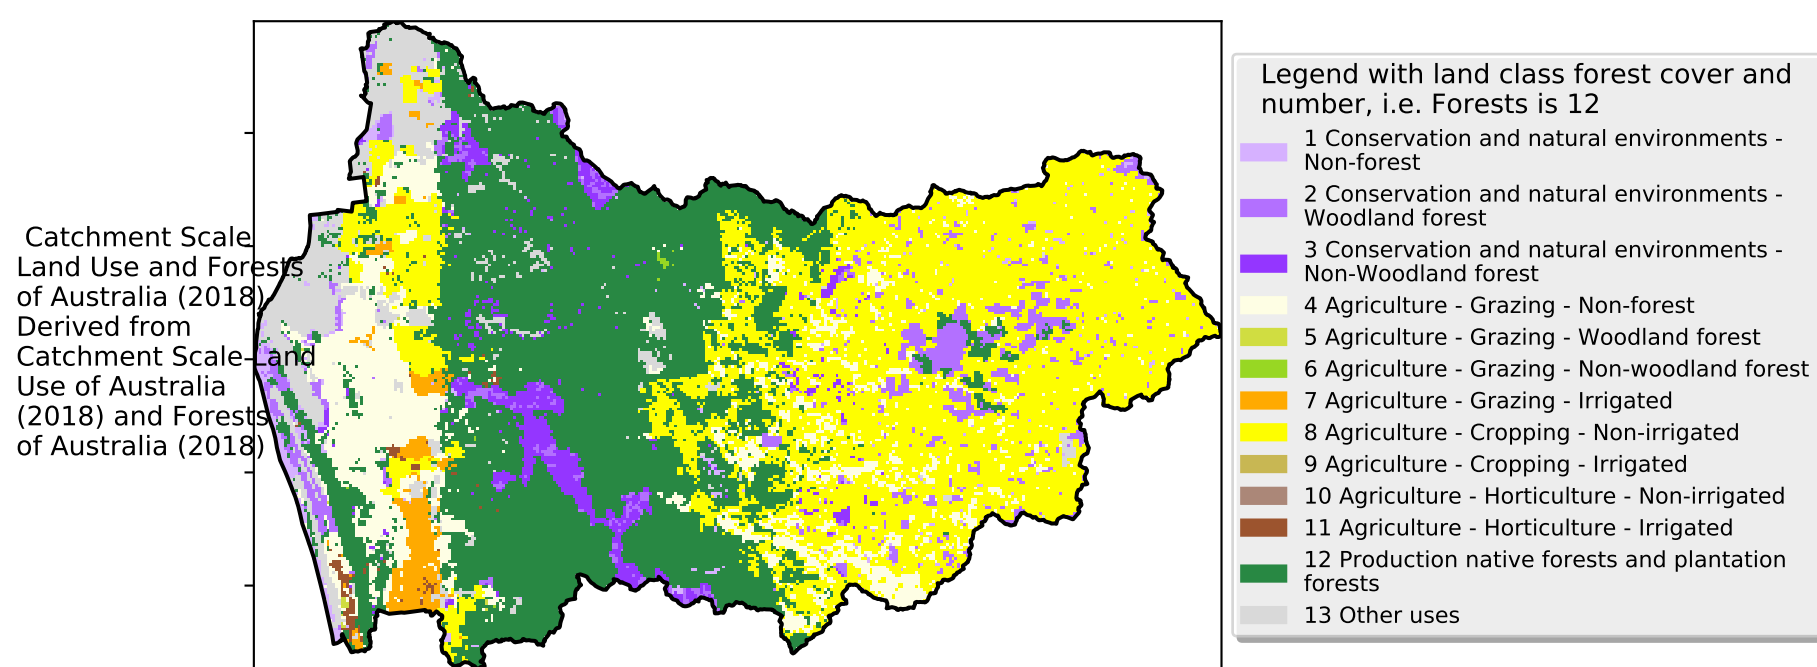 Catchment Scale
Land Use and Forests
of Australia (2018)
Derived from
Catchment Scale Land
Use of Australia
(2018) and Forests
of Australia (2018)
Legend with land class forest cover and
number, i.e. Forests is 12
1 Conservation and natural environments -
Non-forest
2 Conservation and natural environments -
Woodland forest
3 Conservation and natural environments -
Non-Woodland forest
4 Agriculture - Grazing - Non-forest
5 Agriculture - Grazing - Woodland forest
6 Agriculture - Grazing - Non-woodland forest
7 Agriculture - Grazing - Irrigated
8 Agriculture - Cropping - Non-irrigated
9 Agriculture - Cropping - Irrigated
10 Agriculture - Horticulture - Non-irrigated
11 Agriculture - Horticulture - Irrigated
12 Production native forests and plantation
forests
13 Other uses